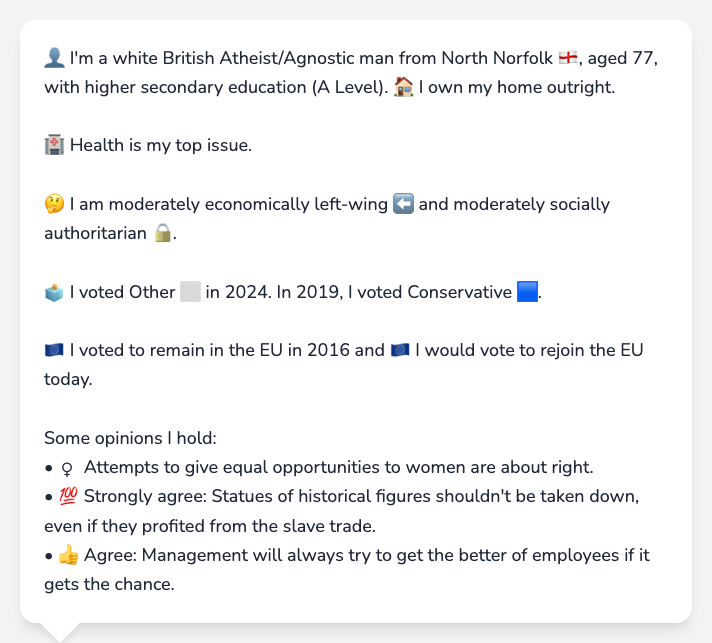 👤 I'm a white British Atheist/Agnostic man from North Norfolk 🏴󠁧󠁢󠁥󠁮󠁧󠁿, aged 77,
with higher secondary education (A Level). 🏠 I own my home outright.
🏥 Health is my top issue.
🤔 I am moderately economically left-wing ⬅️ and moderately socially
authoritarian 🔒.
🗳️ I voted Other ⬜ in 2024. In 2019, I voted Conservative 🟦.
🇪🇺 I voted to remain in the EU in 2016 and 🇪🇺 I would vote to rejoin the EU
today.
Some opinions I hold:
• ♀ Attempts to give equal opportunities to women are about right.
• 💯 Strongly agree: Statues of historical figures shouldn't be taken down,
even if they profited from the slave trade.
• 👍 Agree: Management will always try to get the better of employees if it
gets the chance.